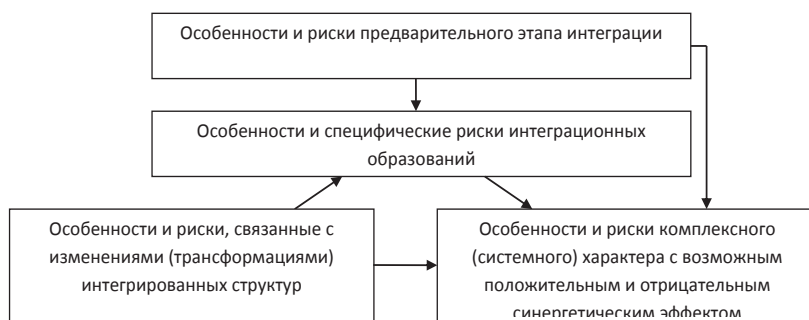 Особенности и риски предварительного этапа интеграции
Особенности и специфические риски интеграционных
образований
Особенности и риски, связанные с
изменениями (трансформациями)
интегрированных структур
Особенности и риски комплексного
(системного) характера с возможным
положительным и отрицательным
синергетическим эффектом